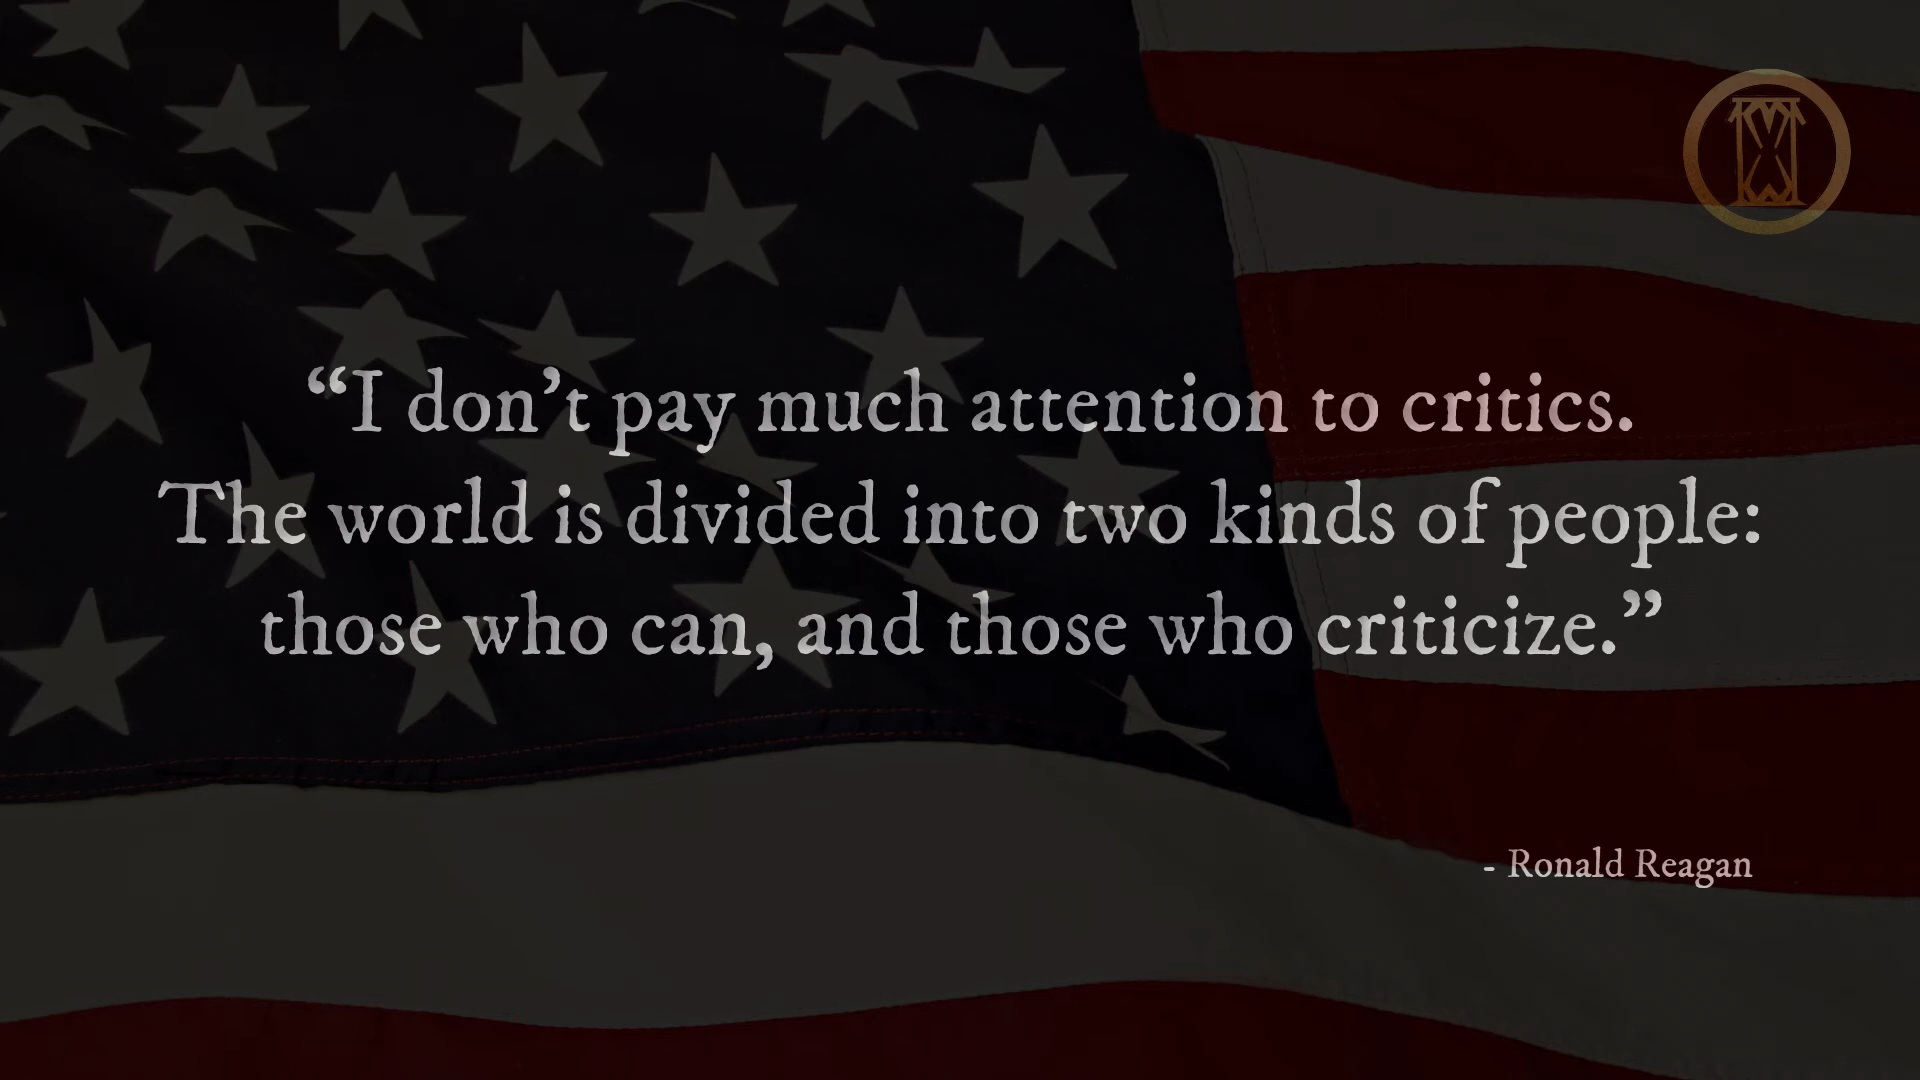 “I don’t pay much attention to critics.
The world is divided into two kinds of people:
those who can, and those who criticize.”
- Ronald Reagan